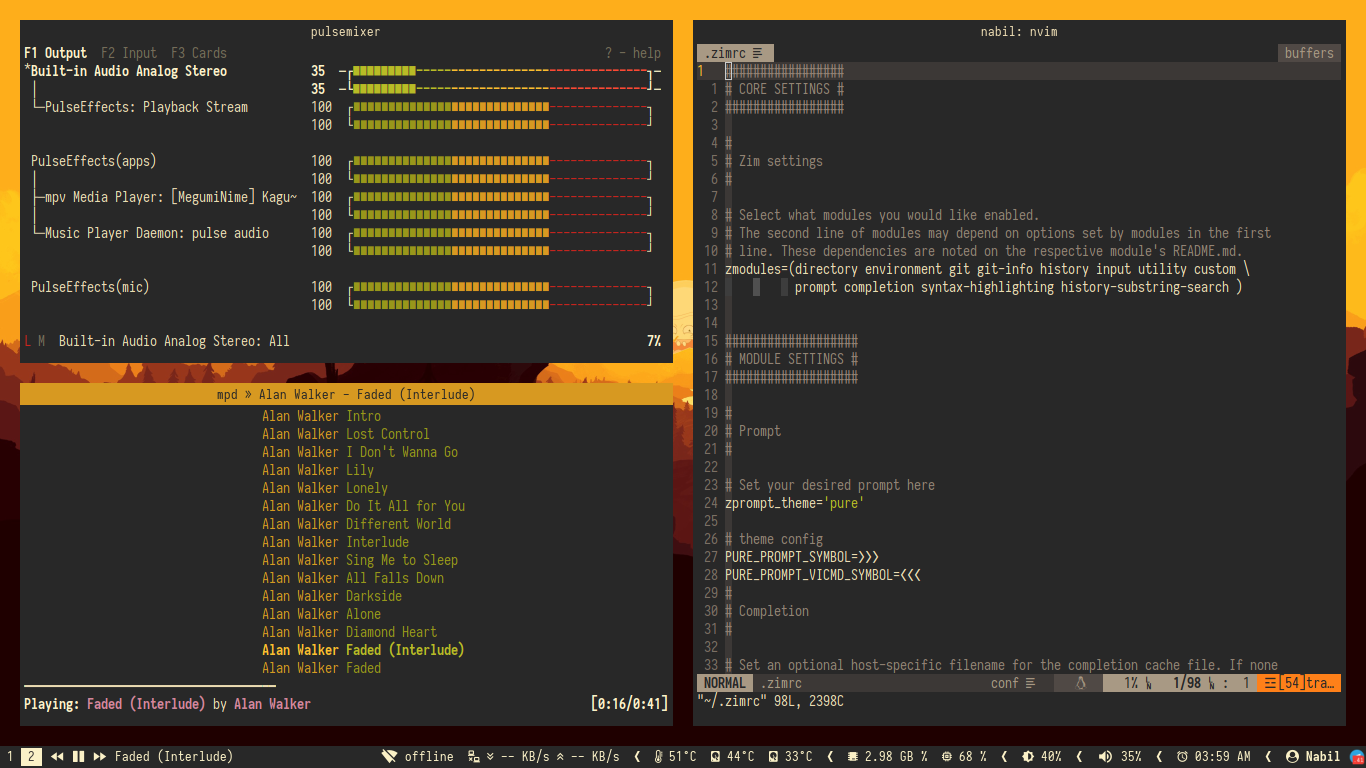 pulsemixer
F1 Output F2 Input F3 Cards ? - help
*Built-in Audio Analog Stereo 35
35
PulseEffects: Playback Stream 100
100
PulseEffects(apps) 100
100
mpv Media Player: [MegumiNime] Kagu~ 100
100
Music Player Daemon: pulse audio 100
100
PulseEffects(mic) 100
100
L M Built-in Audio Analog Stereo: All 7%
mpd » Alan Walker - Faded (Interlude)
Alan Walker Intro
Alan Walker Lost Control
Alan Walker I Don't Wanna Go
Alan Walker Lily
Alan Walker Lonely
Alan Walker Do It All for You
Alan Walker Different World
Alan Walker Interlude
Alan Walker Sing Me to Sleep
Alan Walker All Falls Down
Alan Walker Darkside
Alan Walker Alone
Alan Walker Diamond Heart
Alan Walker Faded (Interlude)
Alan Walker Faded
Playing: Faded (Interlude) by Alan Walker [0:16/0:41]
nabil: nvim
.zimrc buffers
1 #################
1 # CORE SETTINGS #
2 #################
3
4 #
5 # Zim settings
6 #
7
8 # Select what modules you would like enabled.
9 # The second line of modules may depend on options set by modules in the first
10 # line. These dependencies are noted on the respective module's README.md.
11 zmodules=(directory environment git git-info history input utility custom \
12 prompt completion syntax-highlighting history-substring-search )
13
14
15 ###################
16 # MODULE SETTINGS #
17 ###################
18
19 #
20 # Prompt
21 #
22
23 # Set your desired prompt here
24 zprompt_theme='pure'
25
26 # theme config
27 PURE_PROMPT_SYMBOL=❯❯❯
28 PURE_PROMPT_VICMD_SYMBOL=❮❮❮
29 #
30 # Completion
31 #
32
33 # Set an optional host-specific filename for the completion cache file. If none
NORMAL .zimrc conf 1% 1/98 : 1 [54]tra…
"~/.zimrc" 98L, 2398C
1 2 Faded (Interlude) offline -- KB/s -- KB/s 51°C 44°C 33°C 2.98 GB % 68 % 40% 35% 03:59 AM Nabil